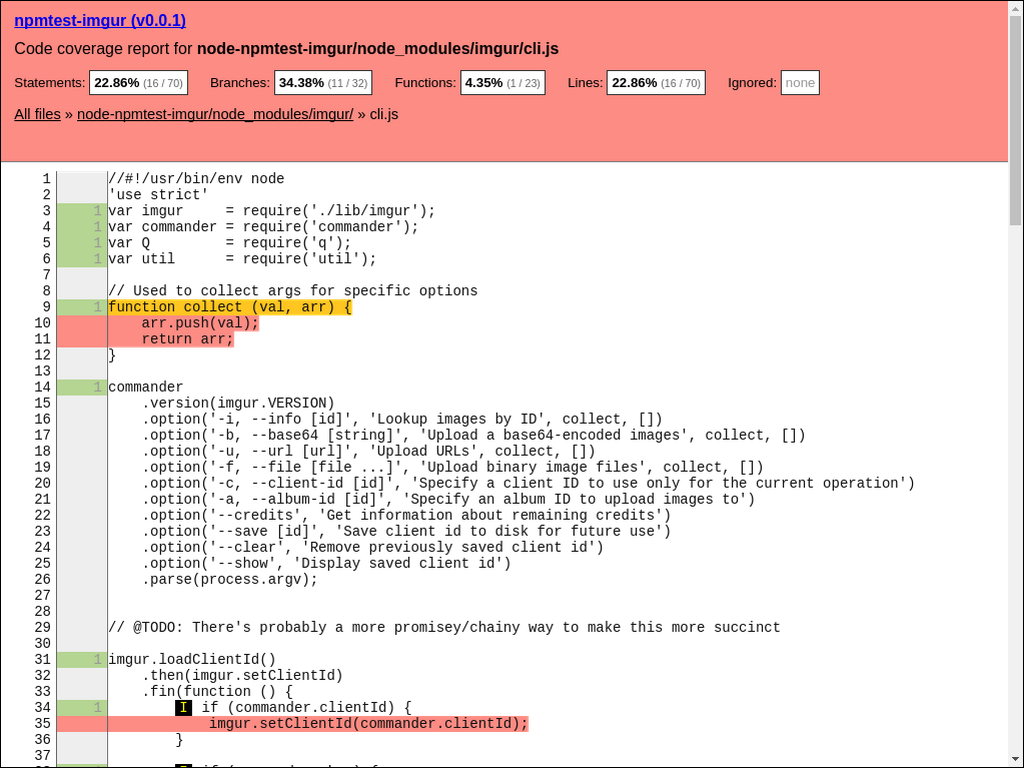 npmtest-imgur (v0.0.1)
Code coverage report for node-npmtest-imgur/node_modules/imgur/cli.js
Statements: 22.86% (16 / 70) Branches: 34.38% (11 / 32) Functions: 4.35% (1 / 23) Lines: 22.86% (16 / 70) Ignored: none
All files » node-npmtest-imgur/node_modules/imgur/ » cli.js
1 //#!/usr/bin/env node
2 'use strict'
3 1 var imgur     = require('./lib/imgur');
4 1 var commander = require('commander');
5 1 var Q         = require('q');
6 1 var util      = require('util');
7
8 // Used to collect args for specific options
9 1 function collect (val, arr) {
10     arr.push(val);
11     return arr;
12 }
13
14 1 commander
15     .version(imgur.VERSION)
16     .option('-i, --info [id]', 'Lookup images by ID', collect, [])
17     .option('-b, --base64 [string]', 'Upload a base64-encoded images', collect, [])
18     .option('-u, --url [url]', 'Upload URLs', collect, [])
19     .option('-f, --file [file ...]', 'Upload binary image files', collect, [])
20     .option('-c, --client-id [id]', 'Specify a client ID to use only for the current operation')
21     .option('-a, --album-id [id]', 'Specify an album ID to upload images to')
22     .option('--credits', 'Get information about remaining credits')
23     .option('--save [id]', 'Save client id to disk for future use')
24     .option('--clear', 'Remove previously saved client id')
25     .option('--show', 'Display saved client id')
26     .parse(process.argv);
27
28
29 // @TODO: There's probably a more promisey/chainy way to make this more succinct
30
31 1 imgur.loadClientId()
32     .then(imgur.setClientId)
33     .fin(function () {
34 1         I if (commander.clientId) {
35             imgur.setClientId(commander.clientId);
36         }
37